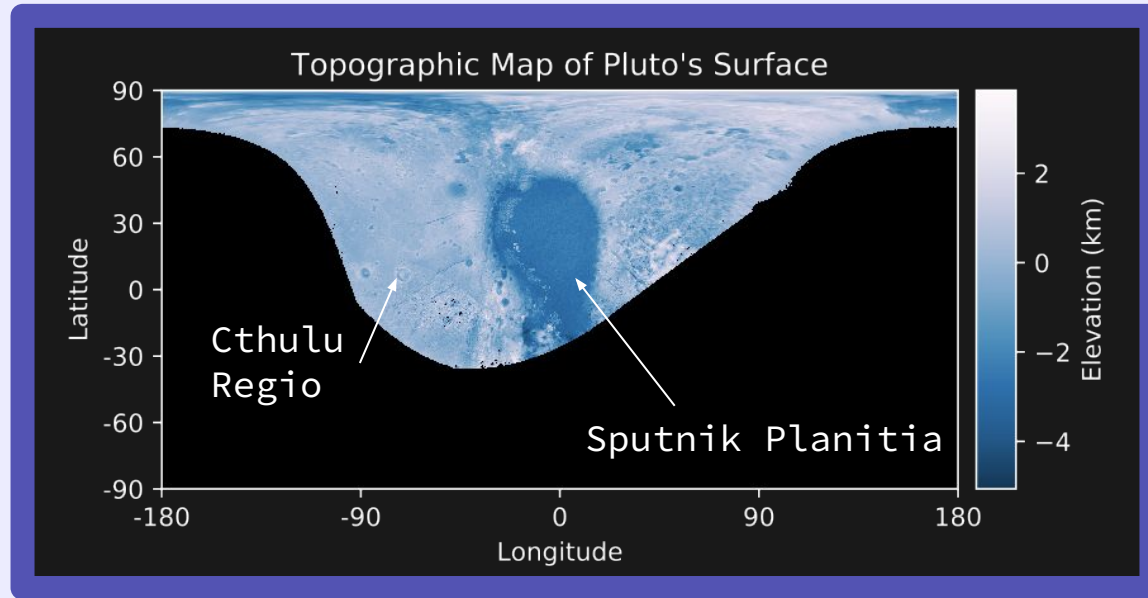 Topographic Map of Pluto's Surface
90
60
30
0
-30
-60
-90
Latitude
-180
-90
0
90
180
Longitude
Cthulu
Regio
Sputnik Planitia
2
0
−2
−4
Elevation (km)